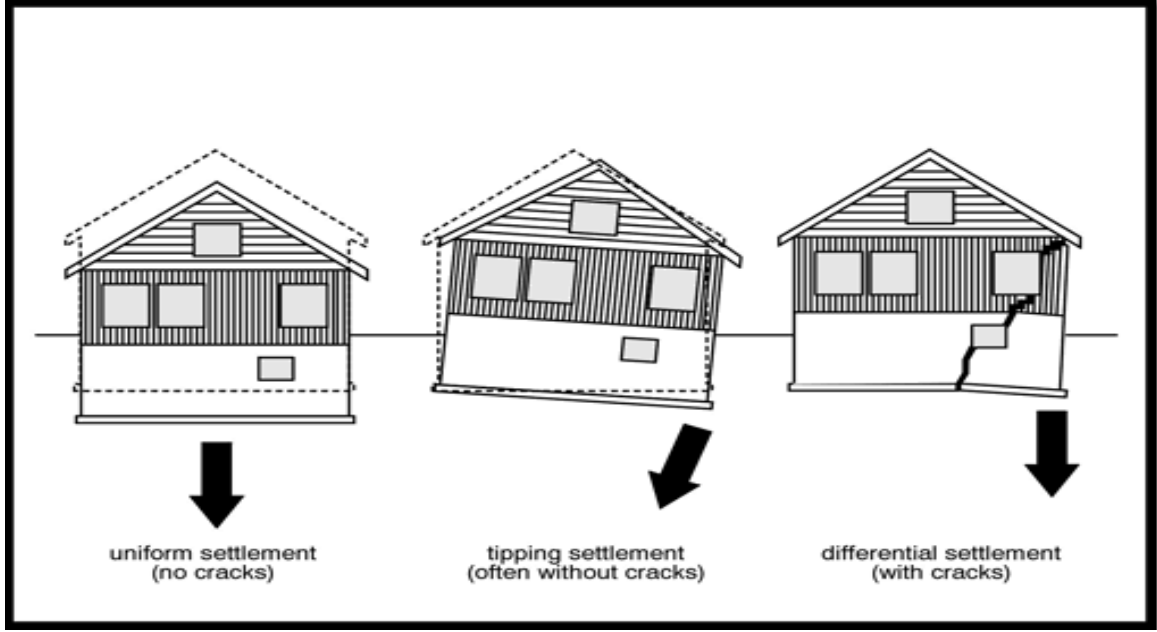 uniform settlement
(no cracks)
tipping settlement
(often without cracks)
differential settlement
(with cracks)